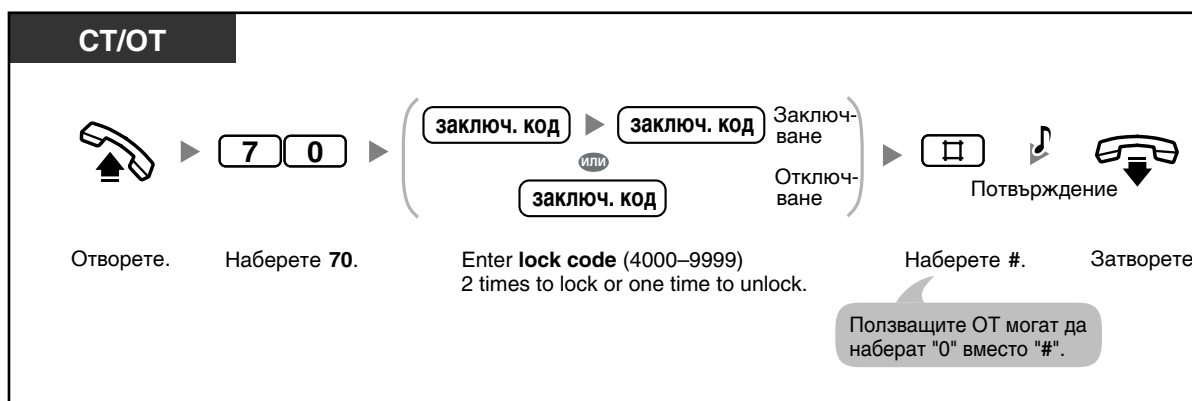 СТ/ОТ
заключ. код
заключ. код
Заключ-
ване
7 0
или
#
Отключ-
ване
заключ. код
Потвърждение
Отворете.
Наберете 70.
Enter lock code (4000–9999)
2 times to lock or one time to unlock.
Наберете #.
Затворете
Ползващите ОТ могат да
наберат "0" вместо "#".